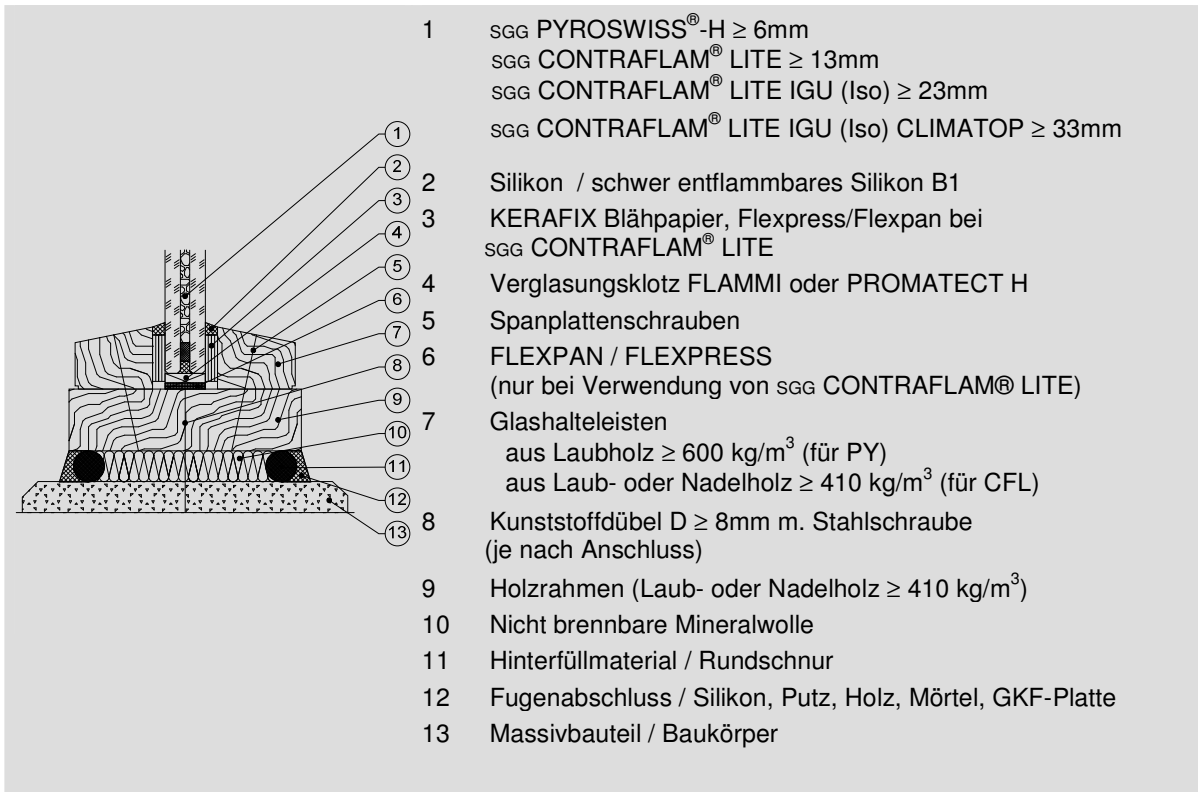 1 SGG PYROSWISS®-H ≥ 6mm
SGG CONTRAFLAM® LITE ≥ 13mm
SGG CONTRAFLAM® LITE IGU (Iso) ≥ 23mm
SGG CONTRAFLAM® LITE IGU (Iso) CLIMATOP ≥ 33mm
2 Silikon / schwer entflammbares Silikon B1
3 KERAFIX Blähpapier, Flexpress/Flexpan bei
SGG CONTRAFLAM® LITE
4 Verglasungsklotz FLAMMI oder PROMATECT H
5 Spanplattenschrauben
6 FLEXPAN / FLEXPRESS
(nur bei Verwendung von SGG CONTRAFLAM® LITE)
7 Glashalteleisten
aus Laubholz ≥ 600 kg/m³ (für PY)
aus Laub- oder Nadelholz ≥ 410 kg/m³ (für CFL)
8 Kunststoffdübel D ≥ 8mm m. Stahlschraube
(je nach Anschluss)
9 Holzrahmen (Laub- oder Nadelholz ≥ 410 kg/m³)
10 Nicht brennbare Mineralwolle
11 Hinterfüllmaterial / Rundschnur
12 Fugenabschluss / Silikon, Putz, Holz, Mörtel, GKF-Platte
13 Massivbauteil / Baukörper
1
2
3
4
5
6
7
8
9
10
11
12
13